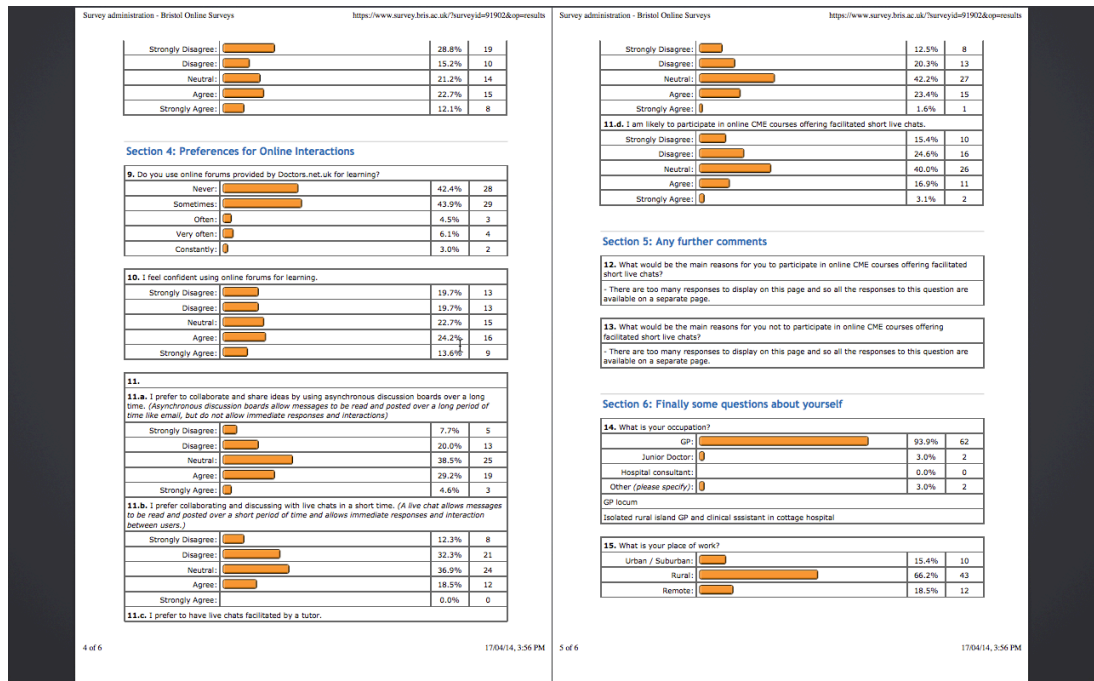 Survey administration - Bristol Online Surveys https://www.survey.bris.ac.uk/?surveyid=91902&op=results
Strongly Disagree: 28.8% 19
Disagree: 15.2% 10
Neutral: 21.2% 14
Agree: 22.7% 15
Strongly Agree: 12.1% 8
Section 4: Preferences for Online Interactions
9. Do you use online forums provided by Doctors.net.uk for learning?
Never: 42.4% 28
Sometimes: 43.9% 29
Often: 4.5% 3
Very often: 6.1% 4
Constantly: 3.0% 2
10. I feel confident using online forums for learning.
Strongly Disagree: 19.7% 13
Disagree: 19.7% 13
Neutral: 22.7% 15
Agree: 24.2% 16
Strongly Agree: 13.6% 9
11.
11.a. I prefer to collaborate and share ideas by using asynchronous discussion boards over a long
time. (Asynchronous discussion boards allow messages to be read and posted over a long period of
time like email, but do not allow immediate responses and interactions)
Strongly Disagree: 7.7% 5
Disagree: 20.0% 13
Neutral: 38.5% 25
Agree: 29.2% 19
Strongly Agree: 4.6% 3
11.b. I prefer collaborating and discussing with live chats in a short time. (A live chat allows messages
to be read and posted over a short period of time and allows immediate responses and interaction
between users.)
Strongly Disagree: 12.3% 8
Disagree: 32.3% 21
Neutral: 36.9% 24
Agree: 18.5% 12
Strongly Agree: 0.0% 0
11.c. I prefer to have live chats facilitated by a tutor.
4 of 6 17/04/14, 3:56 PM
Survey administration - Bristol Online Surveys https://www.survey.bris.ac.uk/?surveyid=91902&op=results
Strongly Disagree: 12.5% 8
Disagree: 20.3% 13
Neutral: 42.2% 27
Agree: 23.4% 15
Strongly Agree: 1.6% 1
11.d. I am likely to participate in online CME courses offering facilitated short live chats.
Strongly Disagree: 15.4% 10
Disagree: 24.6% 16
Neutral: 40.0% 26
Agree: 16.9% 11
Strongly Agree: 3.1% 2
Section 5: Any further comments
12. What would be the main reasons for you to participate in online CME courses offering facilitated
short live chats?
- There are too many responses to display on this page and so all the responses to this question are
available on a separate page.
13. What would be the main reasons for you not to participate in online CME courses offering
facilitated short live chats?
- There are too many responses to display on this page and so all the responses to this question are
available on a separate page.
Section 6: Finally some questions about yourself
14. What is your occupation?
GP: 93.9% 62
Junior Doctor: 3.0% 2
Hospital consultant: 0.0% 0
Other (please specify): 3.0% 2
GP locum
Isolated rural island GP and clinical sssistant in cottage hospital
15. What is your place of work?
Urban / Suburban: 15.4% 10
Rural: 66.2% 43
Remote: 18.5% 12
5 of 6 17/04/14, 3:56 PM